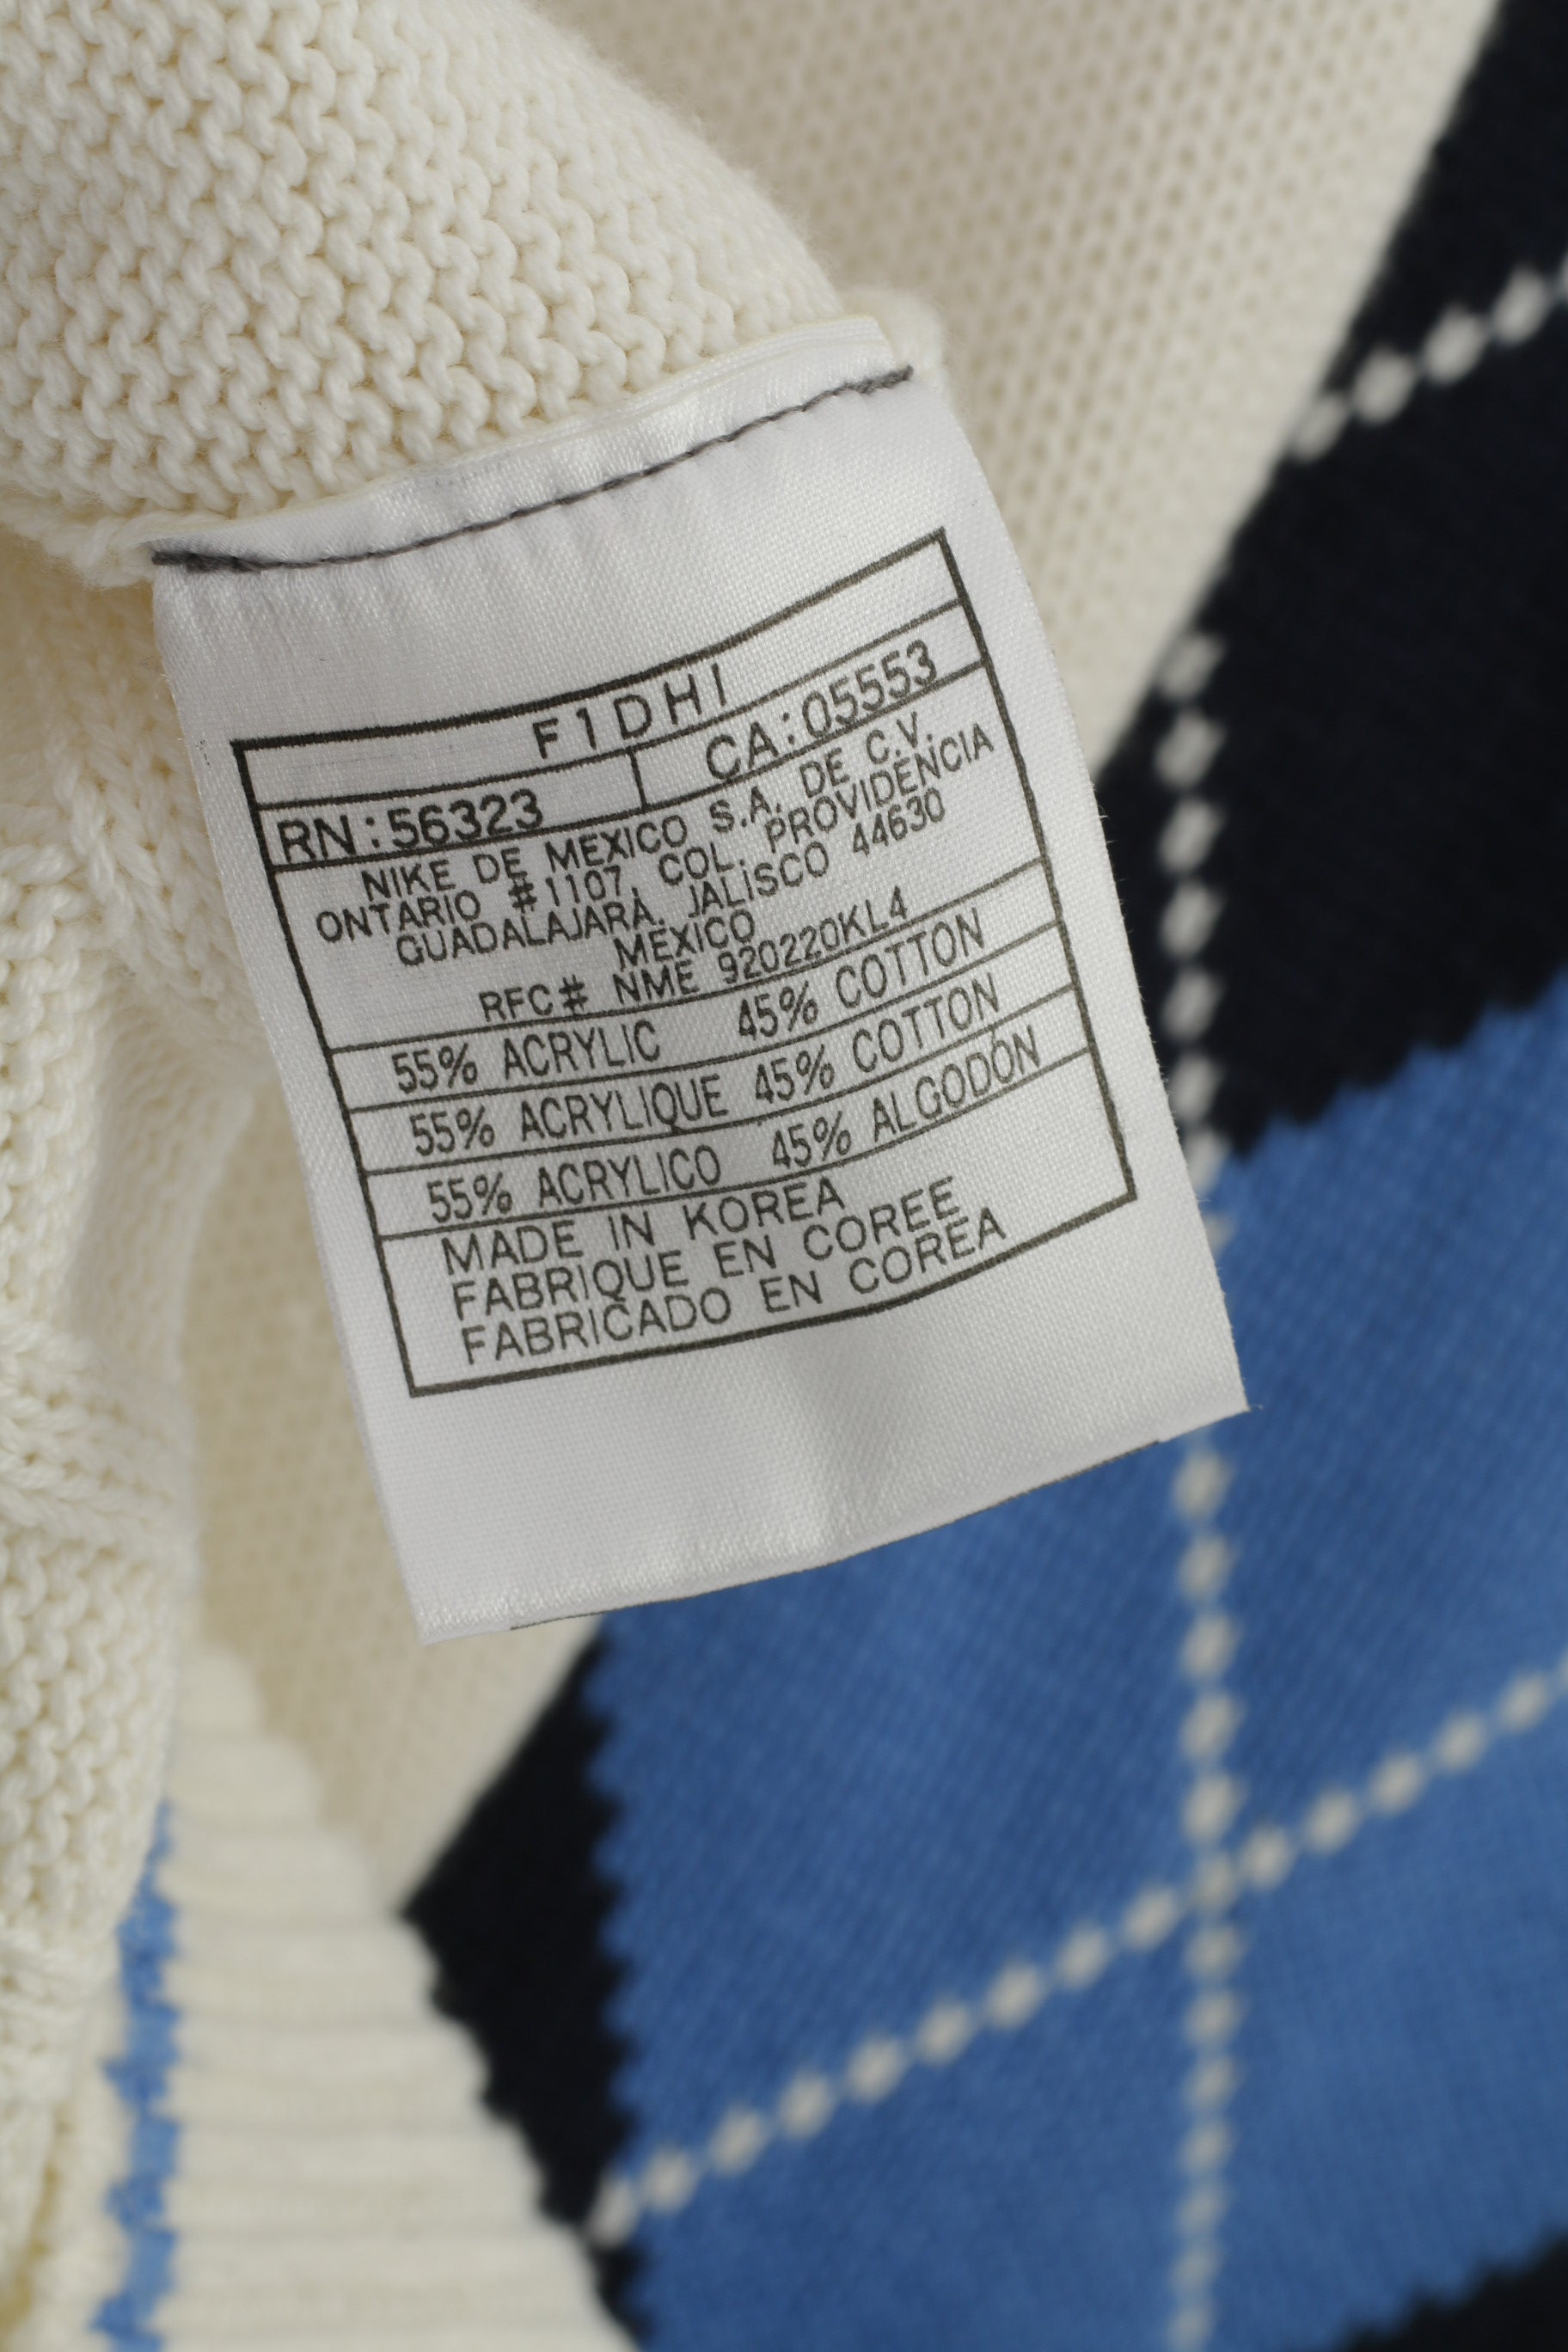 F1DHI
RN:56323 CA:05553
NIKE DE MEXICO S.A. DE C.V.
ONTARIO #1107, COL. PROVIDENCIA
GUADALAJARA, JALISCO 44630
MEXICO
RFC# NME 920220KL4
55% ACRYLIC 45% COTTON
55% ACRYLIQUE 45% COTTON
55% ACRYLICO 45% ALGODÓN
MADE IN KOREA
FABRIQUE EN COREE
FABRICADO EN COREA